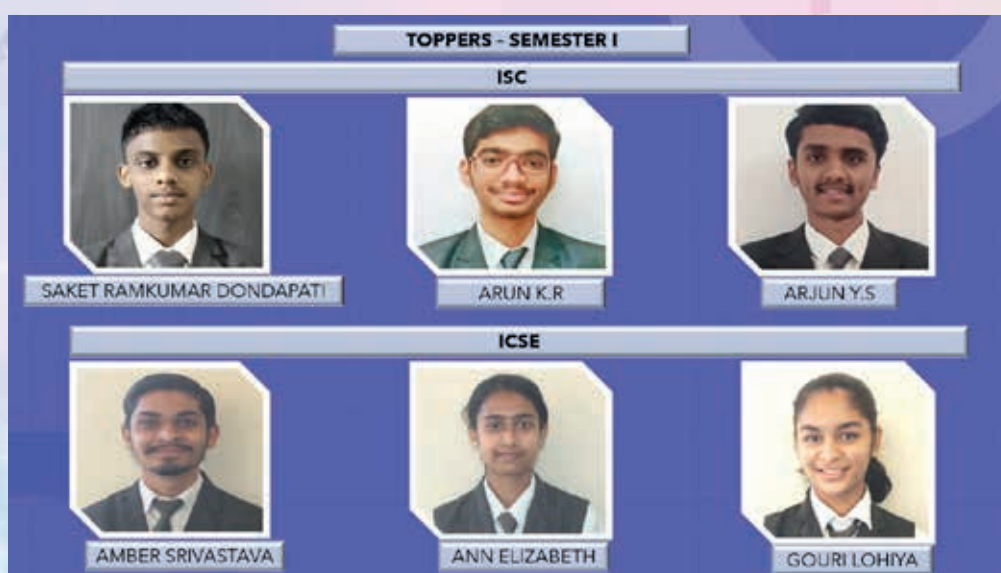 TOPPERS - SEMESTER I
ISC
SAKET RAMKUMAR DONDAPATI
ARUN K.R
ARJUN Y.S
ICSE
AMBER SRIVASTAVA
ANN ELIZABETH
GOURI LOHIYA